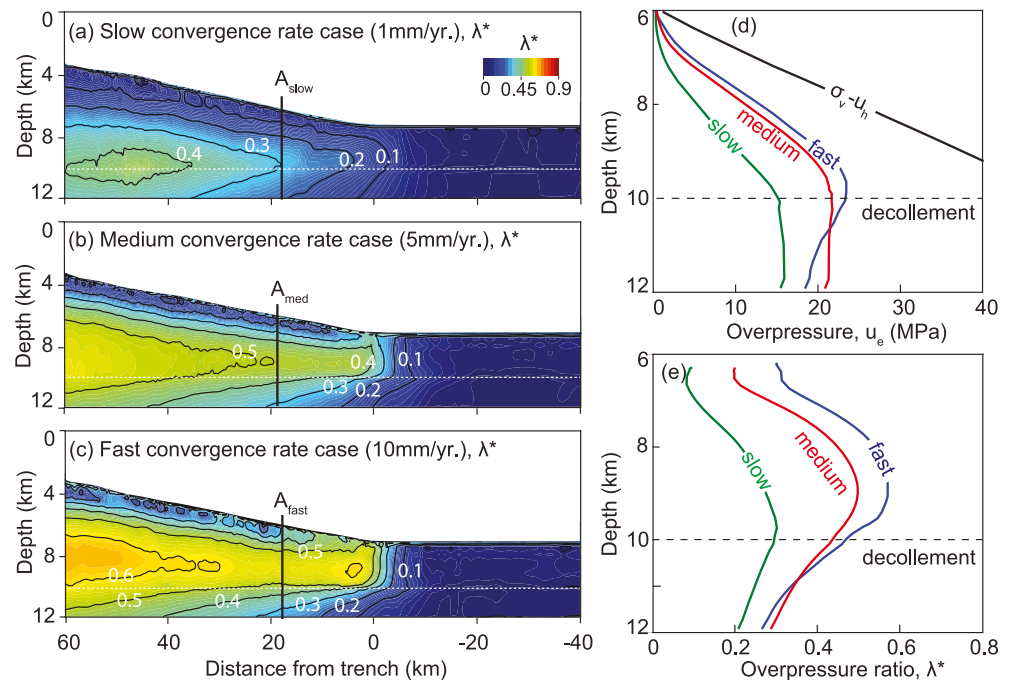 (a) Slow convergence rate case (1mm/yr.), λ*
λ*
0 0.45 0.9
A_slow
0
4
8
12
Depth (km)
0.4
0.3
0.2
0.1
(b) Medium convergence rate case (5mm/yr.), λ*
A_med
0
4
8
12
Depth (km)
0.5
0.4
0.1
0.3
0.2
(c) Fast convergence rate case (10mm/yr.), λ*
A_fast
0
4
8
12
Depth (km)
0.5
0.1
0.6
0.5
0.4
0.3
0.2
60 40 20 0 -20 -40
Distance from trench (km)
(d)
6
8
10
12
Depth (km)
σ_v-u_h
slow
medium
fast
decollement
0 10 20 30 40
Overpressure, u_e (MPa)
(e)
6
8
10
12
Depth (km)
slow
medium
fast
decollement
0 0.2 0.4 0.6 0.8
Overpressure ratio, λ*